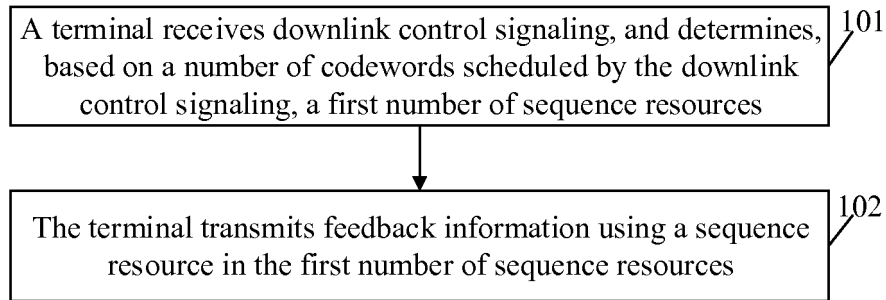 A terminal receives downlink control signaling, and determines,
based on a number of codewords scheduled by the downlink
control signaling, a first number of sequence resources
101
The terminal transmits feedback information using a sequence
resource in the first number of sequence resources
102